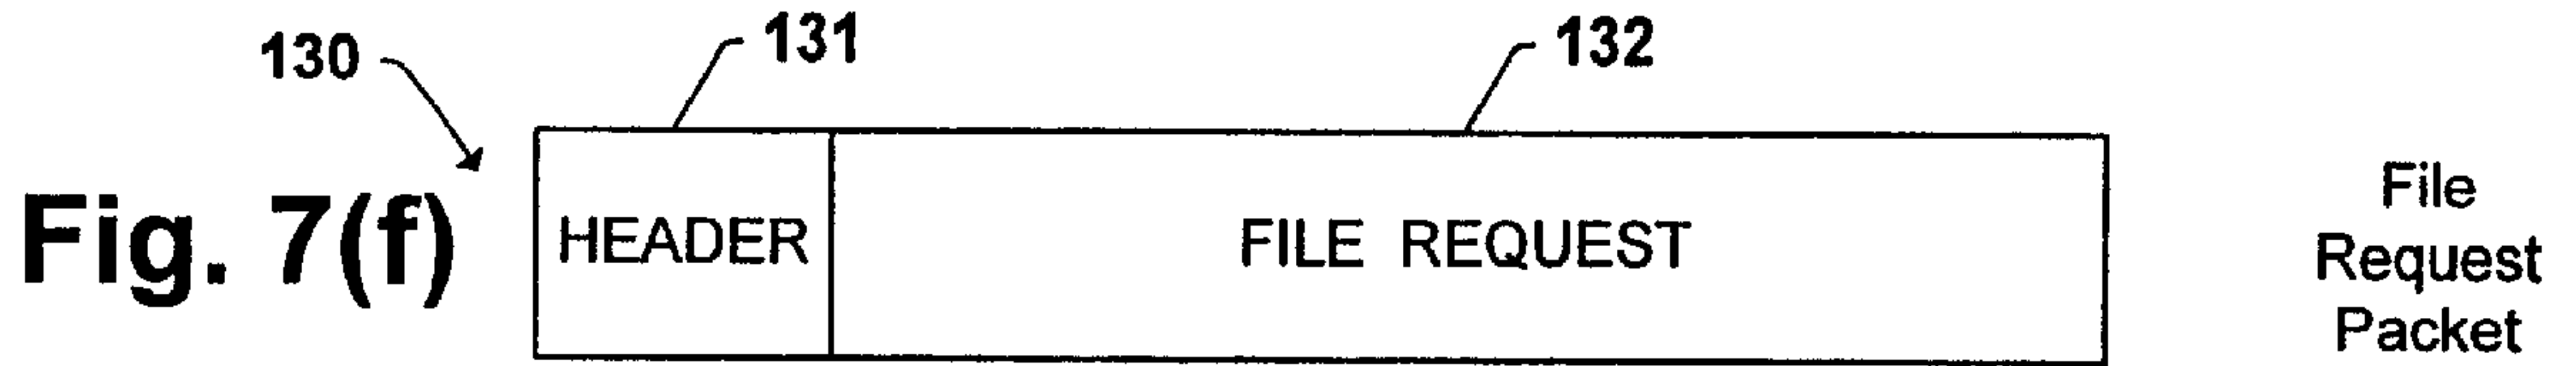 130
131
132
Fig. 7(f)
HEADER
FILE REQUEST
File
Request
Packet